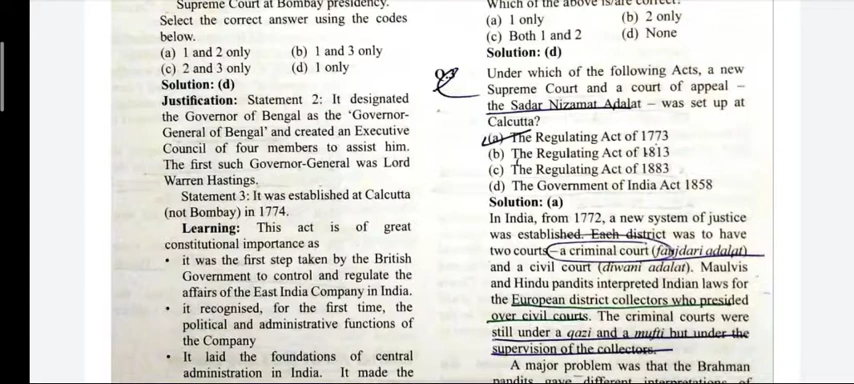 Supreme Court at Bombay presidency.
Select the correct answer using the codes
below.
(a) 1 and 2 only (b) 1 and 3 only
(c) 2 and 3 only (d) 1 only
Solution: (d)
Justification: Statement 2: It designated
the Governor of Bengal as the ‘Governor-
General of Bengal’ and created an Executive
Council of four members to assist him.
The first such Governor-General was Lord
Warren Hastings.
Statement 3: It was established at Calcutta
(not Bombay) in 1774.
Learning: This act is of great
constitutional importance as
• it was the first step taken by the British
Government to control and regulate the
affairs of the East India Company in India.
• it recognised, for the first time, the
political and administrative functions of
the Company
• It laid the foundations of central
administration in India. It made the
Which of the above is/are correct?
(a) 1 only (b) 2 only
(c) Both 1 and 2 (d) None
Solution: (d)
Under which of the following Acts, a new
Supreme Court and a court of appeal –
the Sadar Nizamat Adalat – was set up at
Calcutta?
(a) The Regulating Act of 1773
(b) The Regulating Act of 1813
(c) The Regulating Act of 1883
(d) The Government of India Act 1858
Solution: (a)
In India, from 1772, a new system of justice
was established. Each district was to have
two courts – a criminal court (faujdari adalat)
and a civil court (diwani adalat). Maulvis
and Hindu pandits interpreted Indian laws for
the European district collectors who presided
over civil courts. The criminal courts were
still under a qazi and a mufti but under the
supervision of the collectors.
A major problem was that the Brahman
pandits gave different interpretations of